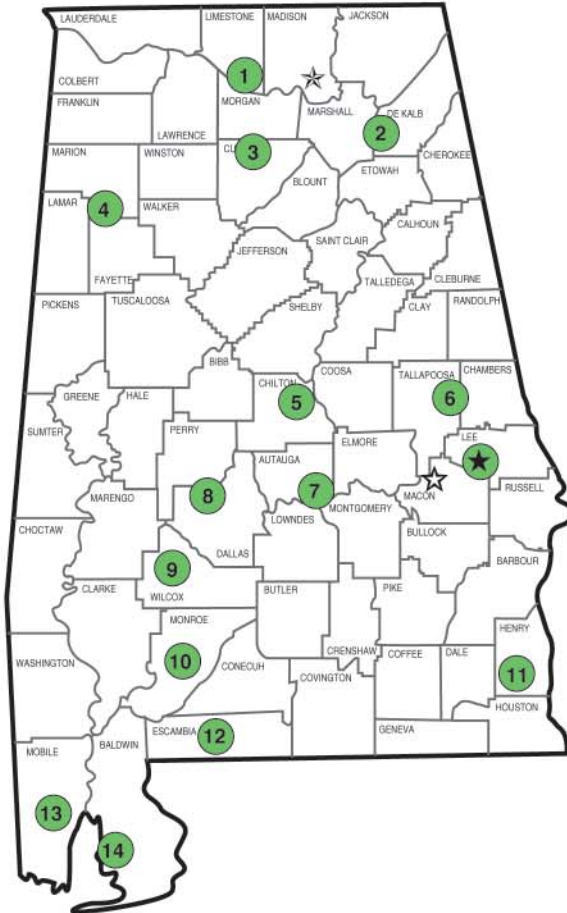 LAUDERDALE
LIMESTONE
MADISON
JACKSON
COLBERT
1
FRANKLIN
MORGAN
MARSHALL
DE KALB
2
LAWRENCE
3
MARION
WINSTON
CHEROKEE
ETOWAH
BLOUNT
LAMAR
4
WALKER
CALHOUN
SAINT CLAIR
JEFFERSON
FAYETTE
TALLEDEGA
CLEBURNE
PICKENS
TUSCALOOSA
SHELBY
CLAY
RANDOLPH
BIBB
COOSA
TALLAPOOSA
CHAMBERS
CHILTON
GREENE
HALE
5
6
SUMTER
PERRY
ELMORE
LEE
AUTAUGA
MARENGO
8
7
MACON
RUSSELL
LOWNDES
MONTGOMERY
CHOCTAW
BULLOCK
DALLAS
BARBOUR
9
CLARKE
WILCOX
BUTLER
PIKE
MONROE
HENRY
10
CRENSHAW
COFFEE
DALE
WASHINGTON
CONECUH
COVINGTON
11
HOUSTON
ESCAMBIA
12
GENEVA
MOBILE
BALDWIN
13
14